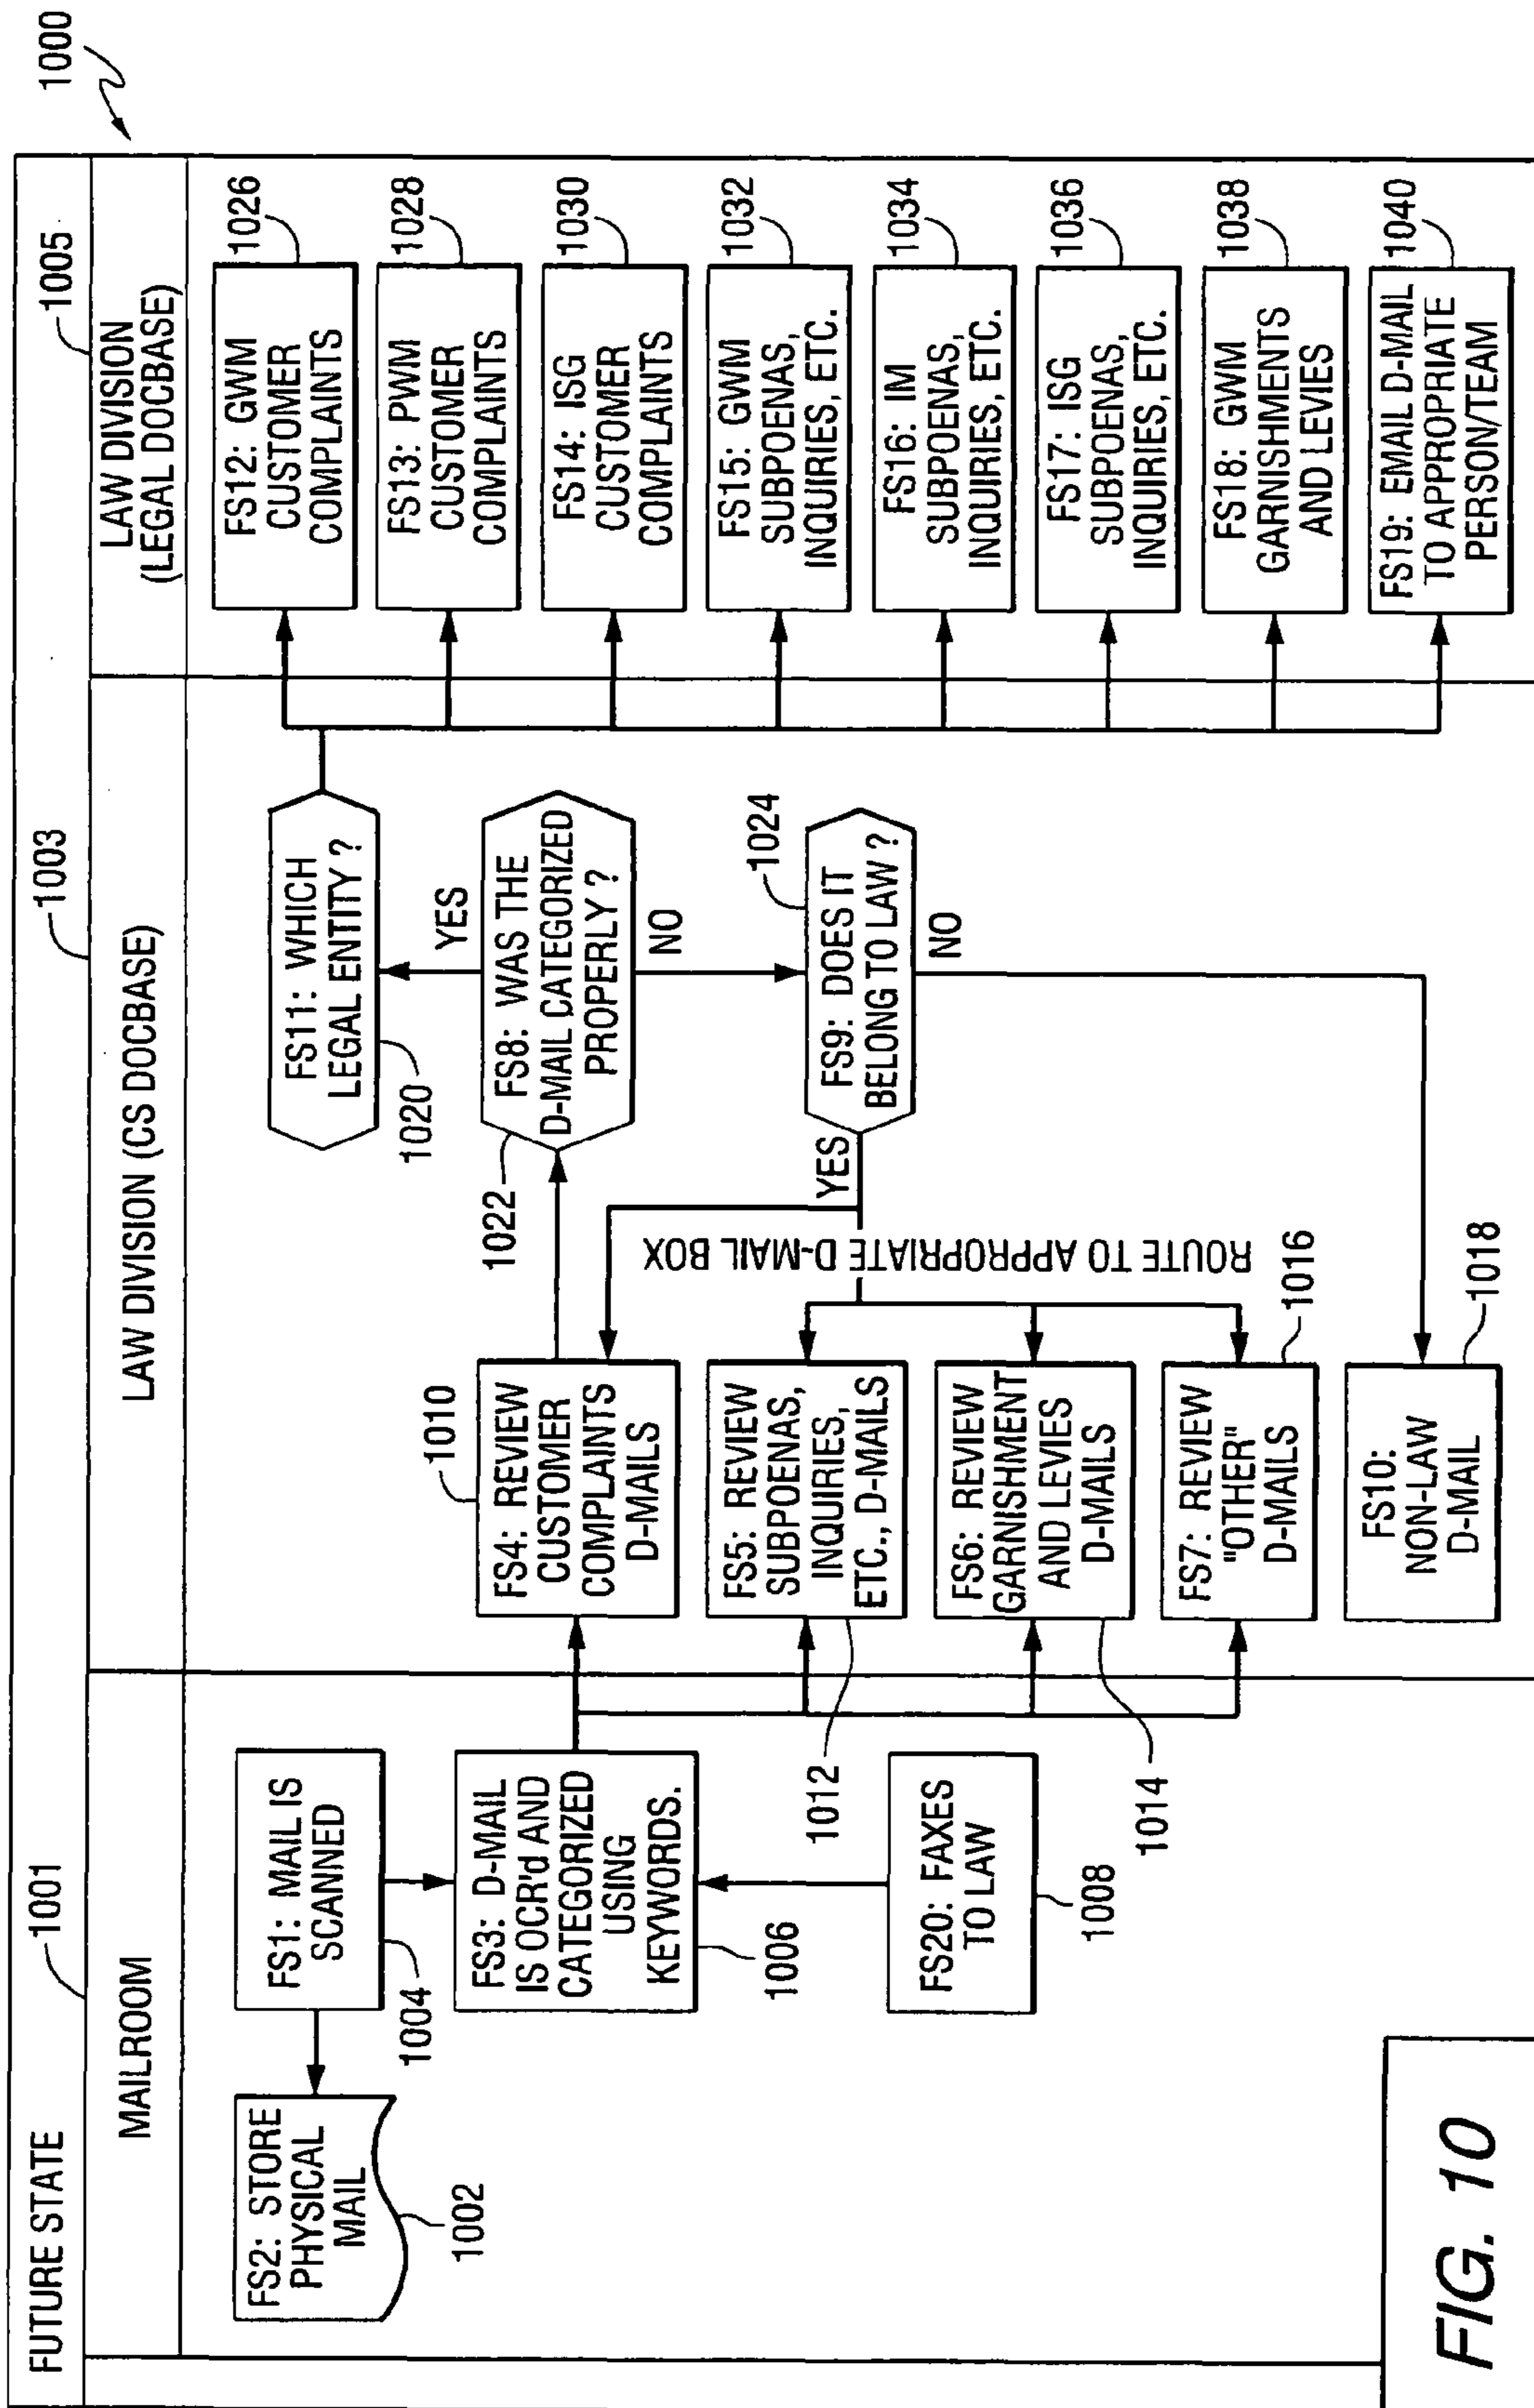 1000
FUTURE STATE
1001
1003
1005
MAILROOM
LAW DIVISION (CS DOCBASE)
LAW DIVISION
(LEGAL DOCBASE)
FS2: STORE
PHYSICAL
MAIL
1002
FS1: MAIL IS
SCANNED
1004
FS3: D-MAIL
IS OCR'd AND
CATEGORIZED
USING
KEYWORDS.
1006
FS20: FAXES
TO LAW
1008
FS4: REVIEW
CUSTOMER
COMPLAINTS
D-MAILS
1010
FS5: REVIEW
SUBPOENAS,
INQUIRIES,
ETC., D-MAILS
1012
FS6: REVIEW
GARNISHMENT
AND LEVIES
D-MAILS
1014
FS7: REVIEW
"OTHER"
D-MAILS
1016
FS10:
NON-LAW
D-MAIL
1018
ROUTE TO APPROPRIATE D-MAIL BOX
FS11: WHICH
LEGAL ENTITY ?
1020
YES
FS8: WAS THE
D-MAIL CATEGORIZED
PROPERLY ?
1022
NO
FS9: DOES IT
BELONG TO LAW ?
1024
YES
NO
FS12: GWM
CUSTOMER
COMPLAINTS
1026
FS13: PWM
CUSTOMER
COMPLAINTS
1028
FS14: ISG
CUSTOMER
COMPLAINTS
1030
FS15: GWM
SUBPOENAS,
INQUIRIES, ETC.
1032
FS16: IM
SUBPOENAS,
INQUIRIES, ETC.
1034
FS17: ISG
SUBPOENAS,
INQUIRIES, ETC.
1036
FS18: GWM
GARNISHMENTS
AND LEVIES
1038
FS19: EMAIL D-MAIL
TO APPROPRIATE
PERSON/TEAM
1040
FIG. 10